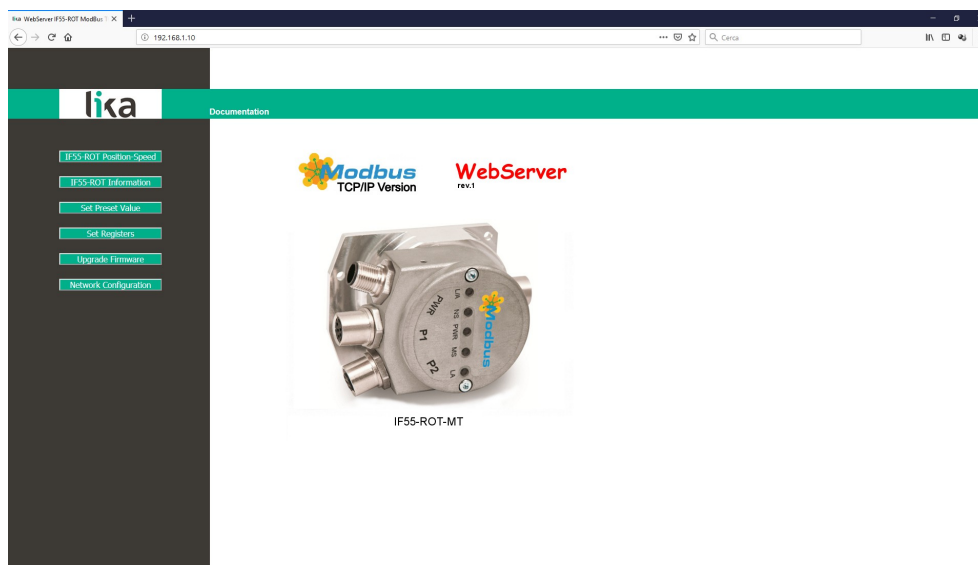 lika WebServer IF55-ROT ModBus T
192.168.1.10
Cerca
lika
Documentation
IF55-ROT Position-Speed
IF55-ROT Information
Set Preset Value
Set Registers
Upgrade Firmware
Network Configuration
Modbus
TCP/IP Version
WebServer
rev.1
L/A
NS
PWR
MS
LA
PWR
P1
P2
Modbus
IF55-ROT-MT